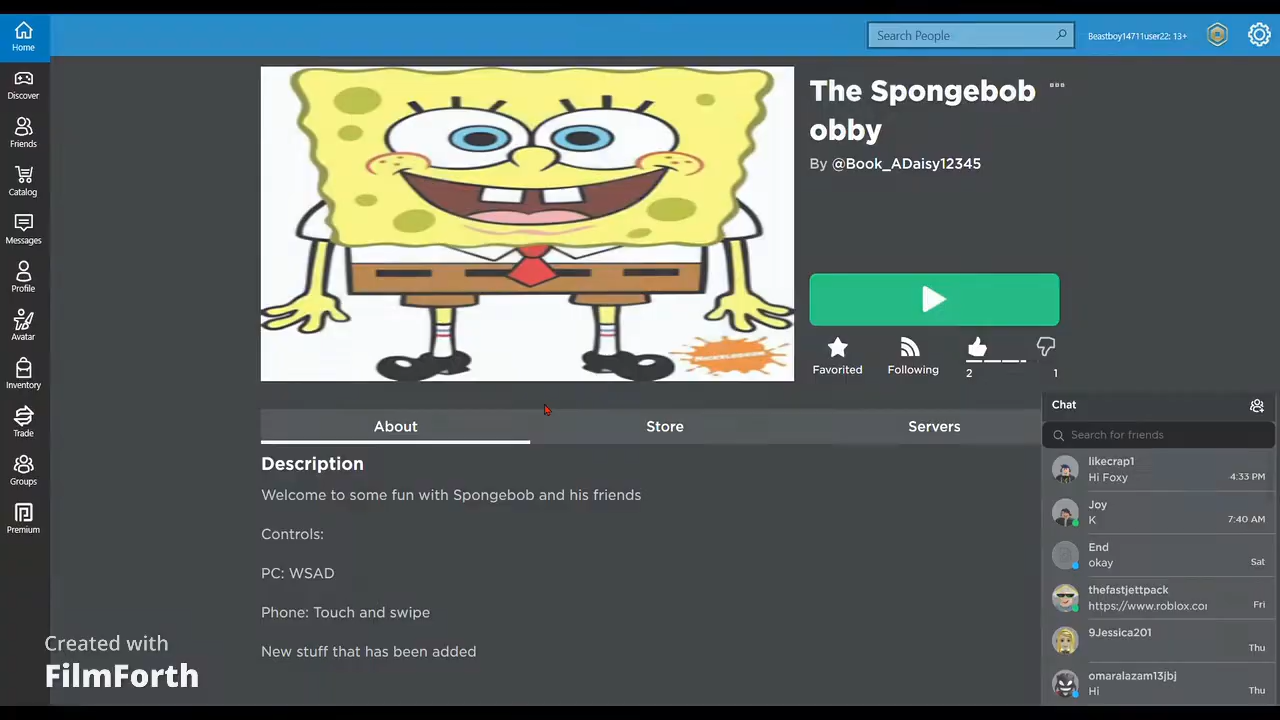 Home
Discover
Friends
Catalog
Messages
Profile
Avatar
Inventory
Trade
Groups
Premium
Search People
Beastboy14711user22: 13+
The Spongebob
obby
By @Book_ADaisy12345
NICKELODEON
Favorited
Following
2
1
About
Store
Servers
Description
Welcome to some fun with Spongebob and his friends
Controls:
PC: WSAD
Phone: Touch and swipe
New stuff that has been added
Chat
Search for friends
likecrap1
Hi Foxy
4:33 PM
Joy
K
7:40 AM
End
okay
Sat
thefastjettpack
https://www.roblox.co
Fri
9Jessica201
Thu
omaralazam13jbj
Hi
Thu
Created with
FilmForth